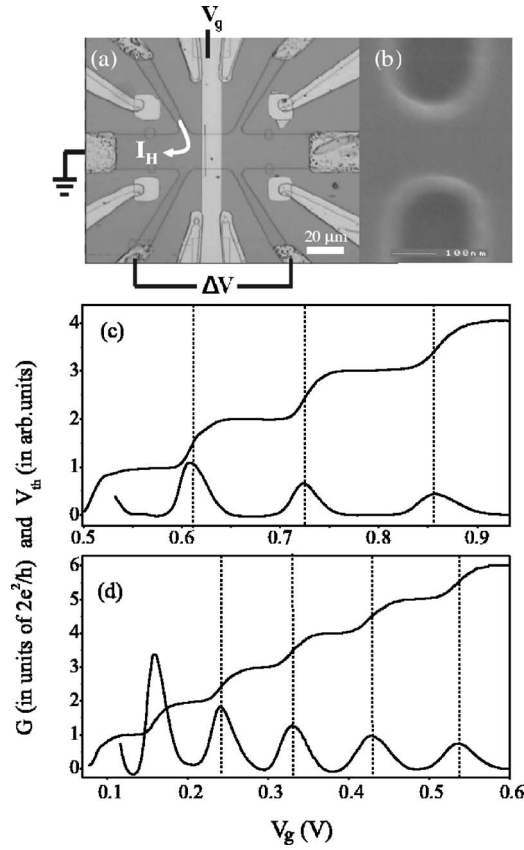 V_g
(a)
(b)
I_H
20 μm
100nm
ΔV
G (in units of 2e²/h) and V_th (in arb.units)
4
(c)
3
2
1
0
0.5 0.6 0.7 0.8 0.9
6
(d)
5
4
3
2
1
0
0.1 0.2 0.3 0.4 0.5 0.6
V_g (V)